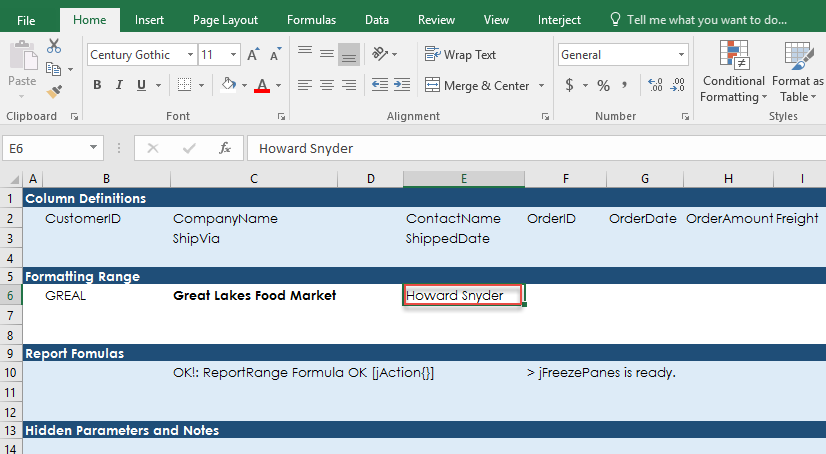 File Home Insert Page Layout Formulas Data Review View Interject Tell me what you want to do...
Century Gothic 11 A A Wrap Text General
Paste B I U A Merge & Center $ % , .00 .0 Conditional Formatting Format as Table
Clipboard Font Alignment Number Styles
E6 fx Howard Snyder
A B C D E F G H I
1 Column Definitions
2 CustomerID CompanyName ContactName OrderID OrderDate OrderAmount Freight
3 ShipVia ShippedDate
4
5 Formatting Range
6 GREAL Great Lakes Food Market Howard Snyder
7
8
9 Report Fomulas
10 OK!: ReportRange Formula OK [jAction{}] > jFreezePanes is ready.
11
12
13 Hidden Parameters and Notes
14